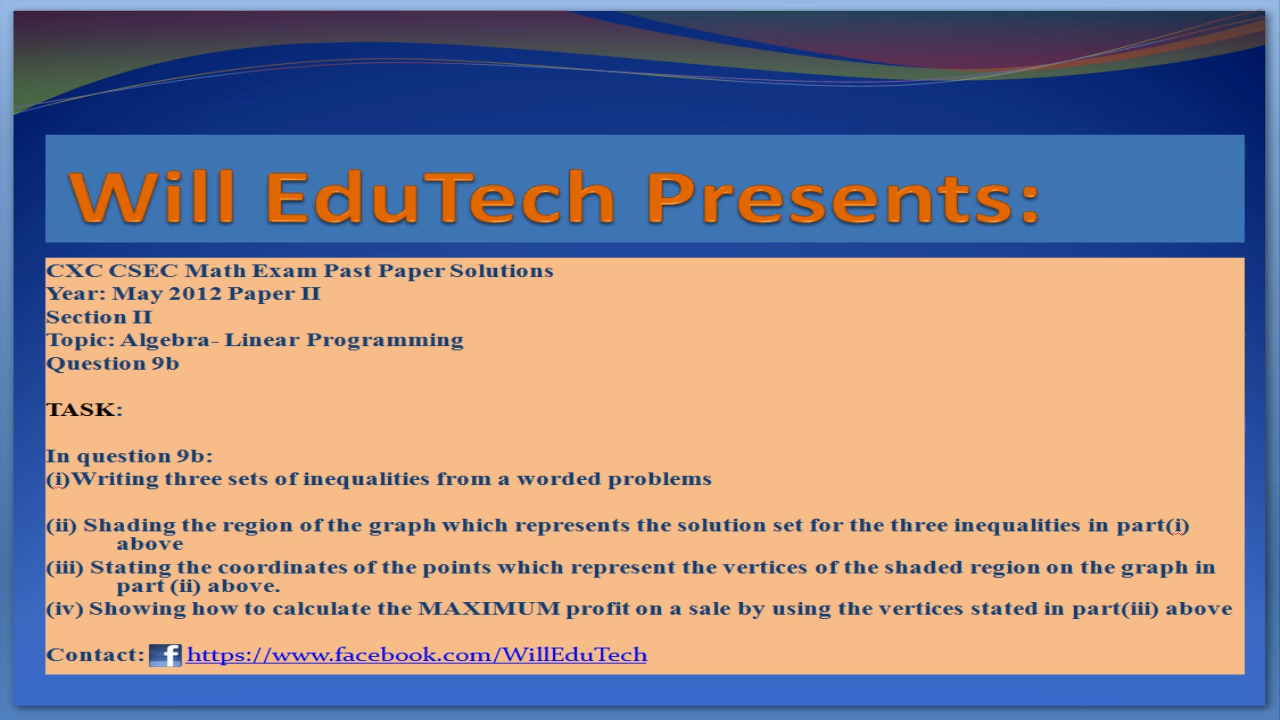 Will EduTech Presents:
CXC CSEC Math Exam Past Paper Solutions
Year: May 2012 Paper II
Section II
Topic: Algebra- Linear Programming
Question 9b
TASK:
In question 9b:
(i)Writing three sets of inequalities from a worded problems
(ii) Shading the region of the graph which represents the solution set for the three inequalities in part(i)
above
(iii) Stating the coordinates of the points which represent the vertices of the shaded region on the graph in
part (ii) above.
(iv) Showing how to calculate the MAXIMUM profit on a sale by using the vertices stated in part(iii) above
Contact: f https://www.facebook.com/WillEduTech